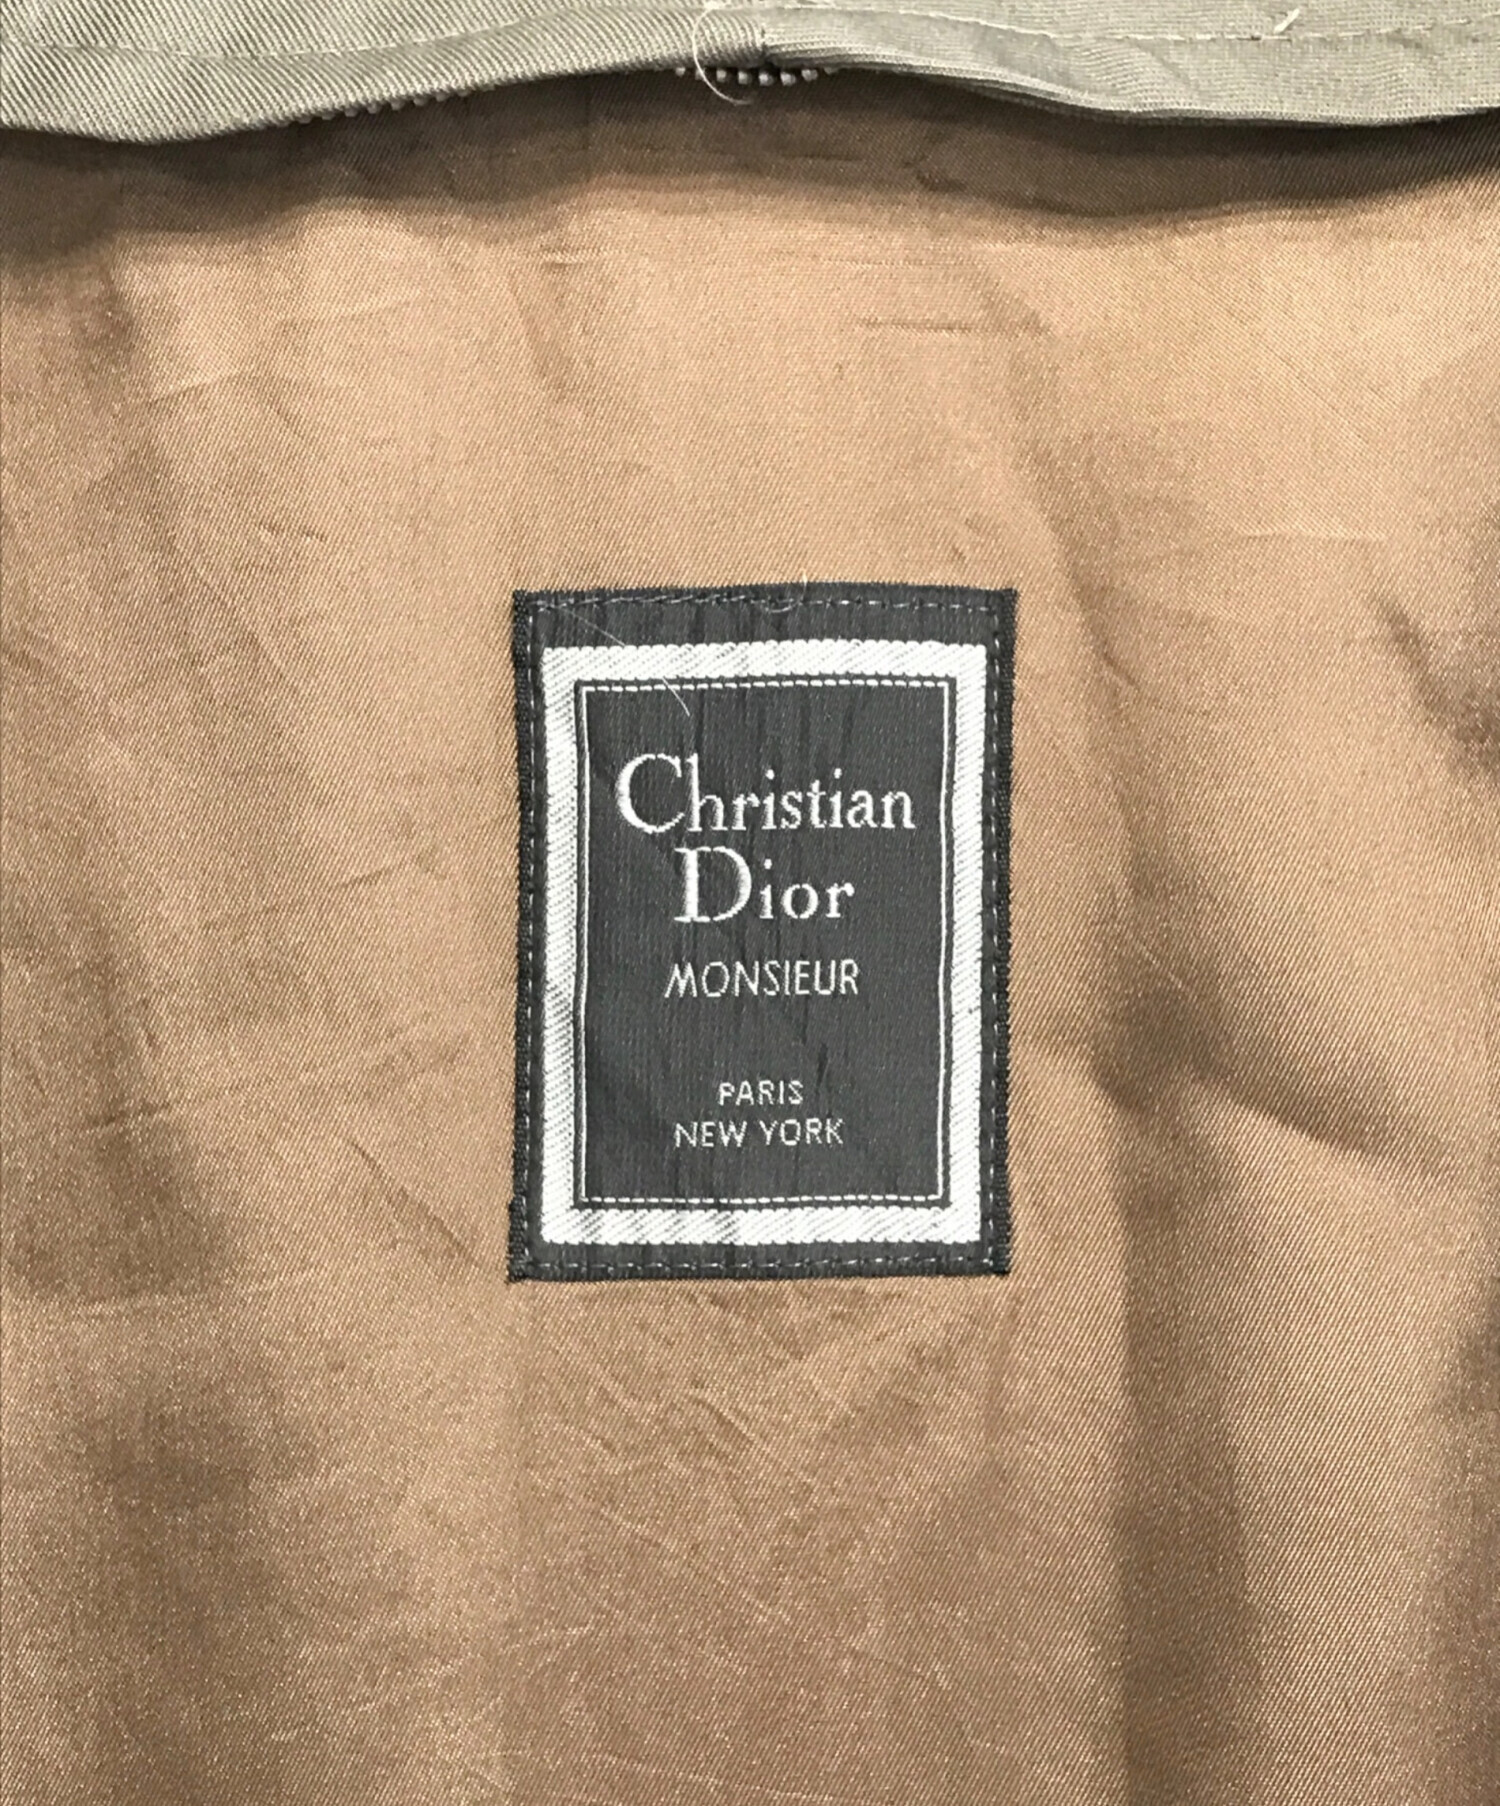 Christian
Dior
MONSIEUR
PARIS
NEW YORK